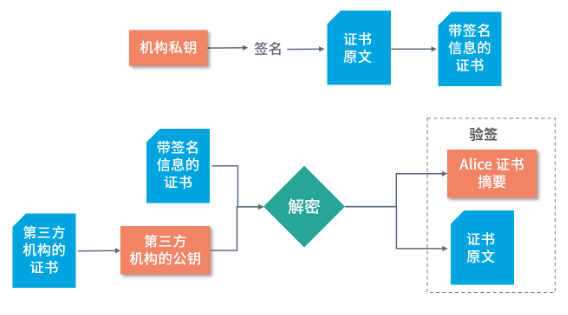 机构私钥
签名
证书
原文
带签名
信息的
证书
带签名
信息的
证书
第三方
机构的
证书
第三方
机构的公钥
解密
验签
Alice 证书
摘要
证书
原文